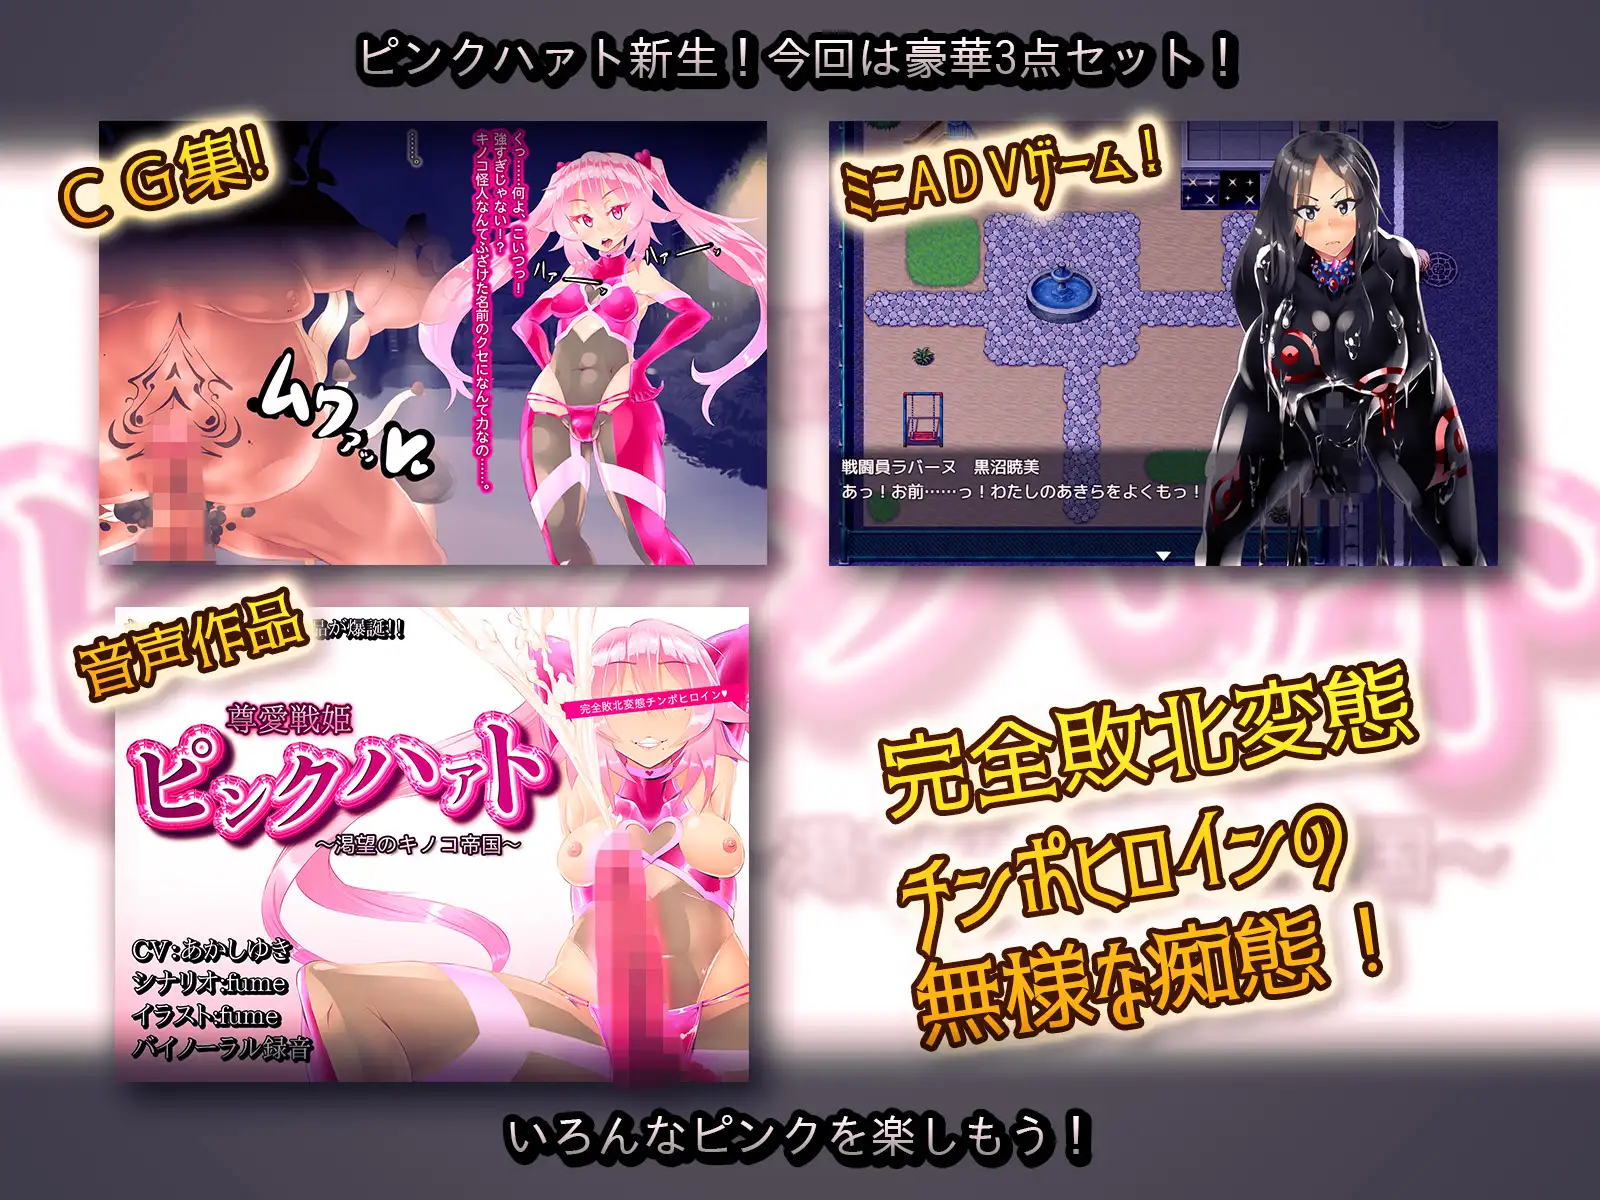 ピンクハァト新生！今回は豪華3点セット！
CG集!
くっ……何よ、こいつっ！
強すぎじゃない！？
キノコ怪人なんてふざけた名前のクセになんて力なの……。
……。
ハァ
ハァ
ムワァァッ♥
ミニADVゲーム！
戦闘員ラバーヌ　黒沼暁美
あっ！お前……っ！わたしのあきらをよくもっ！
音声作品
品が爆誕!!
完全敗北変態チンポヒロイン♥
尊愛戦姫
ピンクハァト
～渇望のキノコ帝国～
CV:あかしゆき
シナリオ:fume
イラスト:fume
バイノーラル録音
完全敗北変態
チンポヒロインの
無様な痴態！
いろんなピンクを楽しもう！